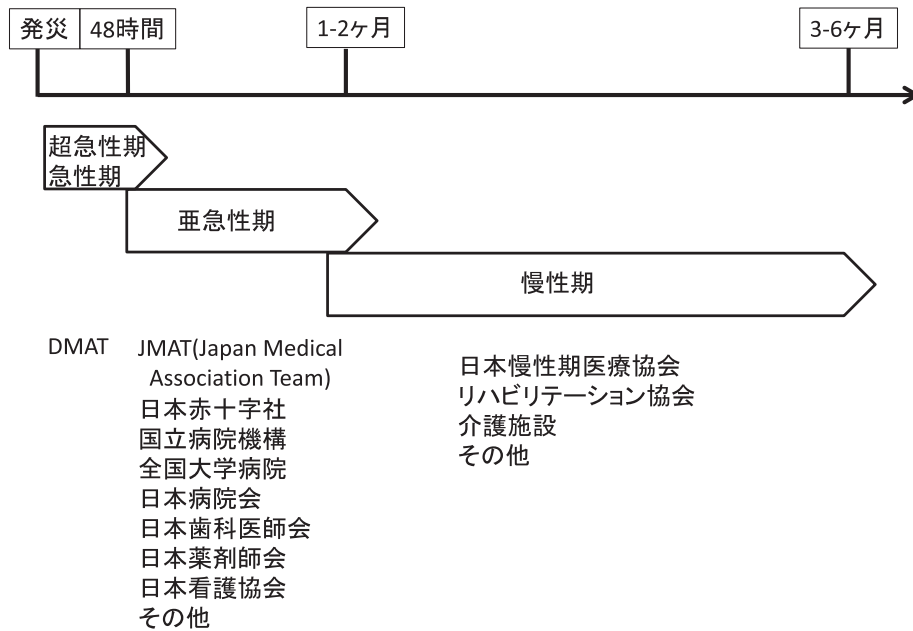 発災
48時間
1-2ヶ月
3-6ヶ月
超急性期
急性期
亜急性期
慢性期
DMAT
JMAT(Japan Medical
Association Team)
日本赤十字社
国立病院機構
全国大学病院
日本病院会
日本歯科医師会
日本薬剤師会
日本看護協会
その他
日本慢性期医療協会
リハビリテーション協会
介護施設
その他